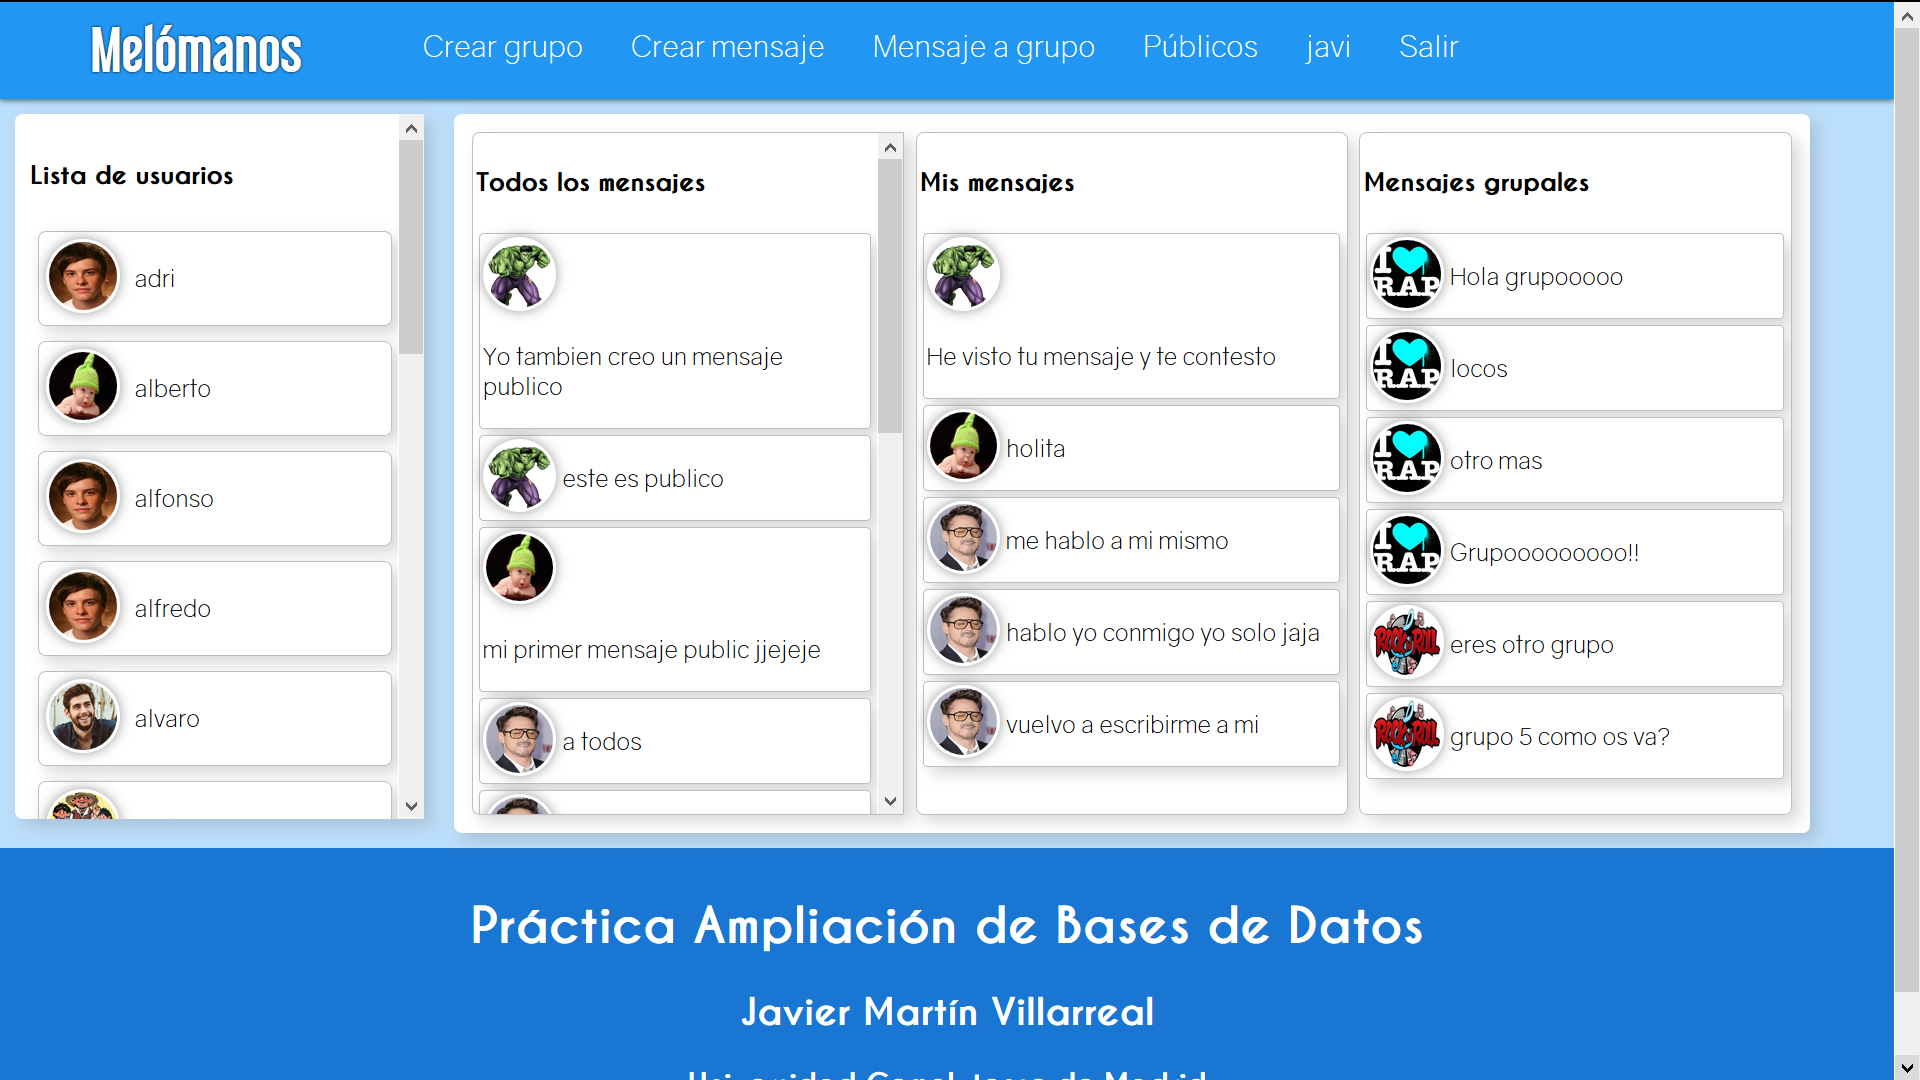 Melómanos
Crear grupo
Crear mensaje
Mensaje a grupo
Públicos
javi
Salir
Lista de usuarios
adri
alberto
alfonso
alfredo
alvaro
Todos los mensajes
Yo tambien creo un mensaje
publico
este es publico
mi primer mensaje public jjejeje
a todos
Mis mensajes
He visto tu mensaje y te contesto
holita
me hablo a mi mismo
hablo yo conmigo yo solo jaja
vuelvo a escribirme a mi
Mensajes grupales
I
R.A.P
Hola grupooooo
I
R.A.P
locos
I
R.A.P
otro mas
I
R.A.P
Grupooooooooo!!
eres otro grupo
grupo 5 como os va?
Práctica Ampliación de Bases de Datos
Javier Martín Villarreal